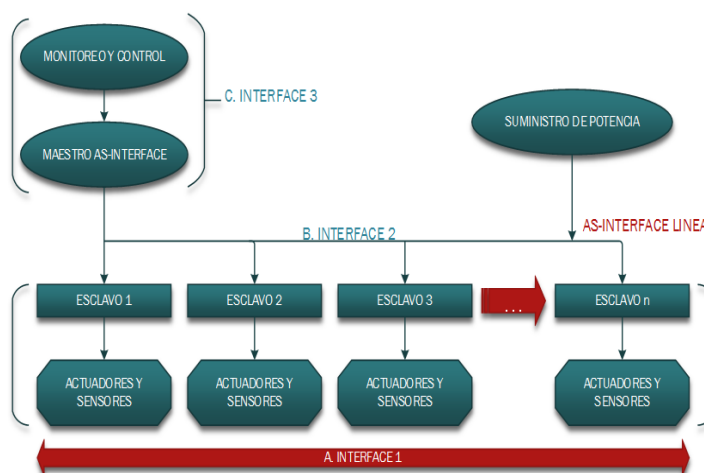 MONITOREO Y CONTROL
C. INTERFACE 3
MAESTRO AS-INTERFACE
SUMINISTRO DE POTENCIA
B. INTERFACE 2
AS-INTERFACE LINEA
ESCLAVO 1
ESCLAVO 2
ESCLAVO 3
...
ESCLAVO n
ACTUADORES Y
SENSORES
ACTUADORES Y
SENSORES
ACTUADORES Y
SENSORES
ACTUADORES Y
SENSORES
A. INTERFACE 1